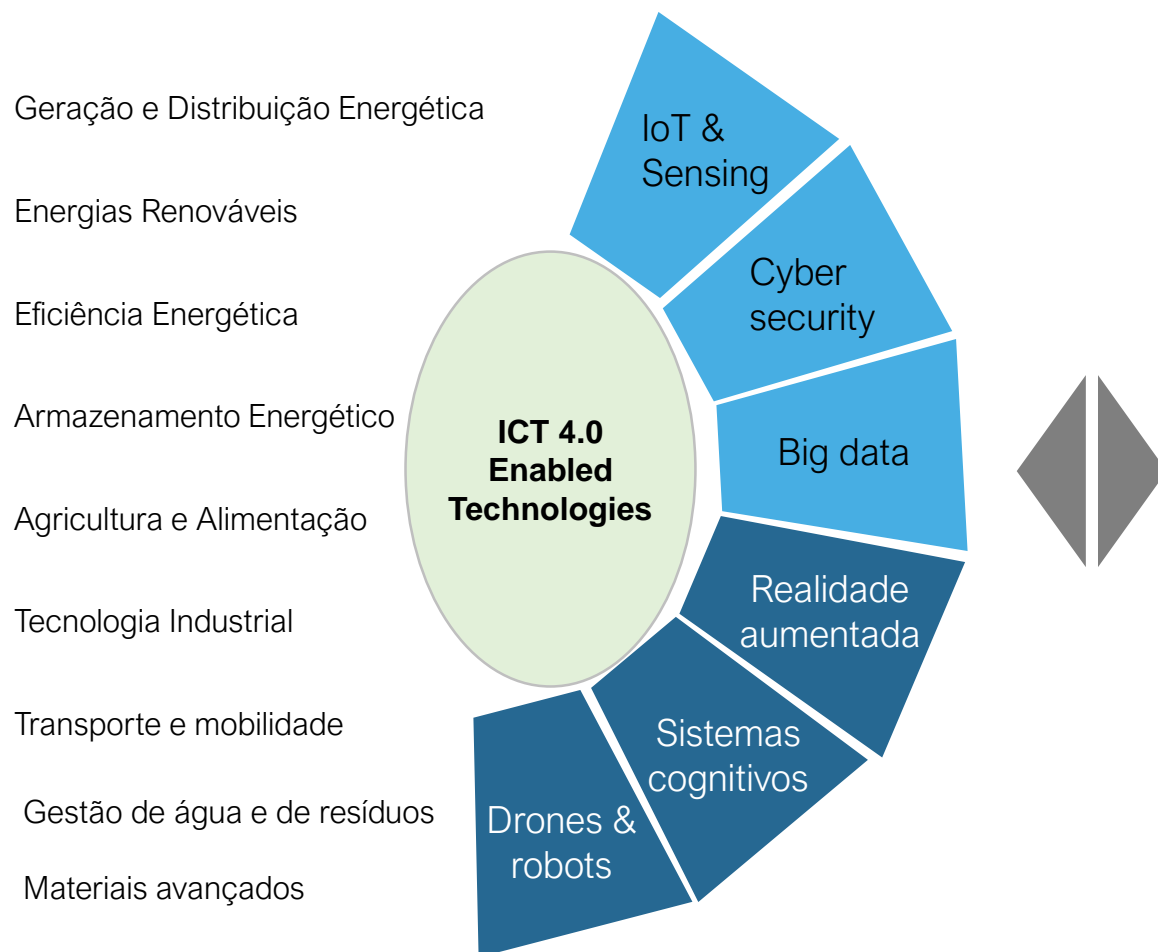 Geração e Distribuição Energética
Energias Renováveis
Eficiência Energética
Armazenamento Energético
Agricultura e Alimentação
Tecnologia Industrial
Transporte e mobilidade
Gestão de água e de resíduos
Materiais avançados
ICT 4.0
Enabled
Technologies
IoT &
Sensing
Cyber
security
Big data
Realidade
aumentada
Sistemas
cognitivos
Drones &
robots